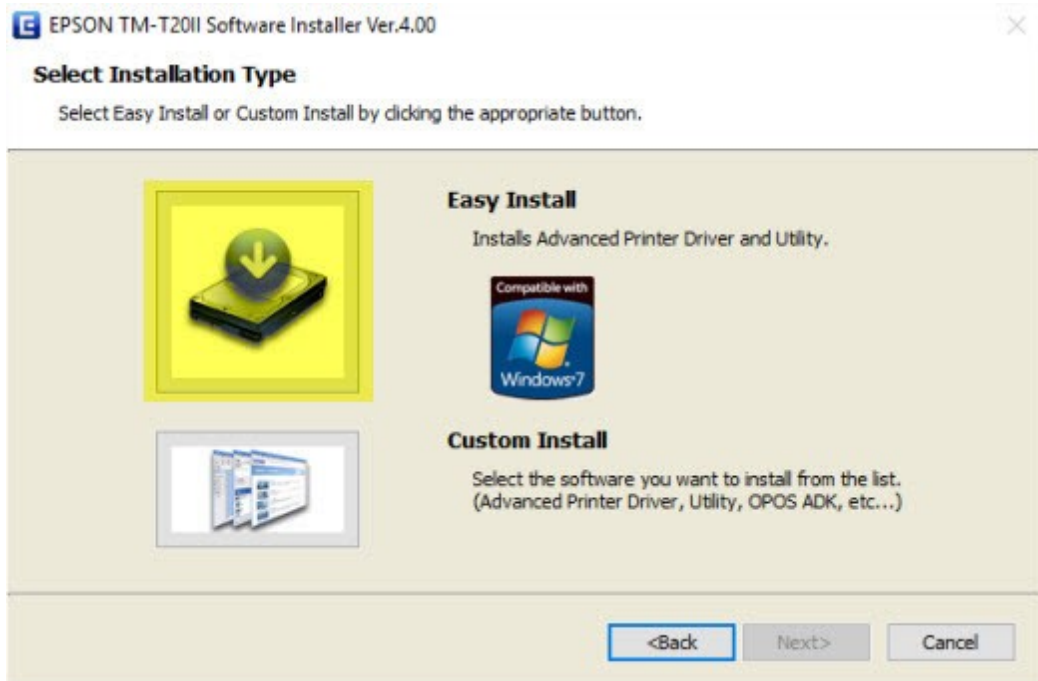 EPSON TM-T20II Software Installer Ver.4.00
Select Installation Type
Select Easy Install or Custom Install by clicking the appropriate button.
Easy Install
Installs Advanced Printer Driver and Utility.
Compatible with
Windows 7
Custom Install
Select the software you want to install from the list.
(Advanced Printer Driver, Utility, OPOS ADK, etc...)
<Back
Next>
Cancel